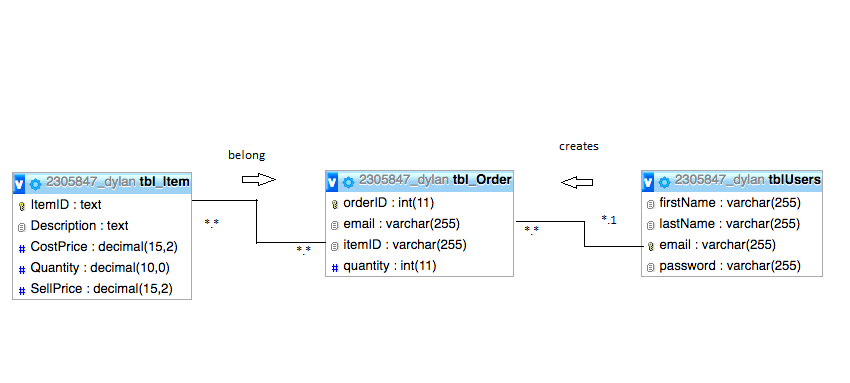 belong
creates
2305847_dylan tbl_Item
ItemID : text
Description : text
CostPrice : decimal(15,2)
Quantity : decimal(10,0)
SellPrice : decimal(15,2)
*.*
*.*
2305847_dylan tbl_Order
orderID : int(11)
email : varchar(255)
itemID : varchar(255)
quantity : int(11)
*.*
*.1
2305847_dylan tblUsers
firstName : varchar(255)
lastName : varchar(255)
email : varchar(255)
password : varchar(255)